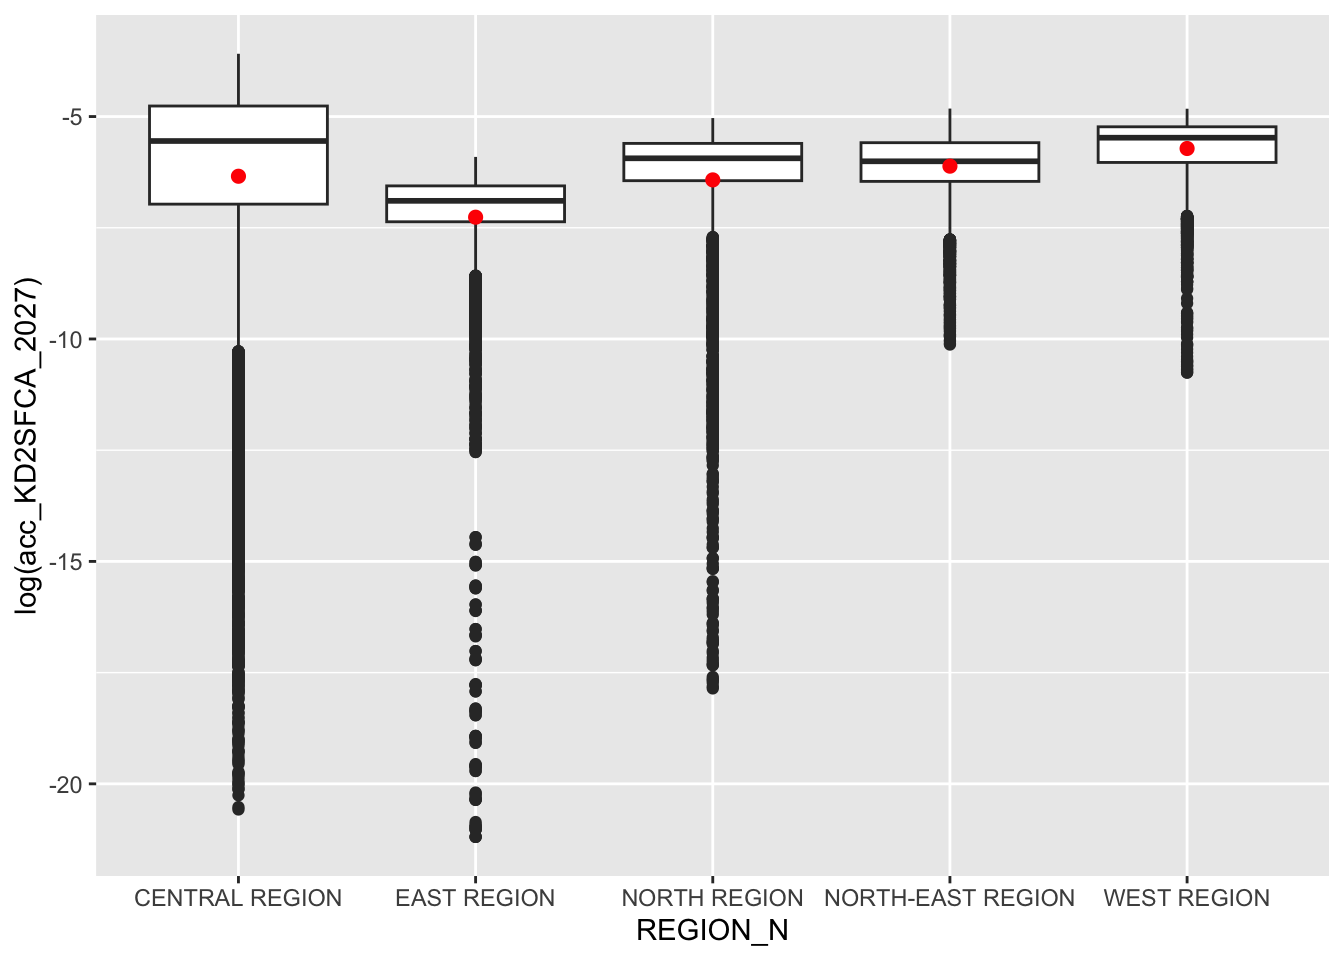 log(acc_KD2SFCA_2027)
-5
-10
-15
-20
CENTRAL REGION EAST REGION NORTH REGION NORTH-EAST REGION WEST REGION
REGION_N